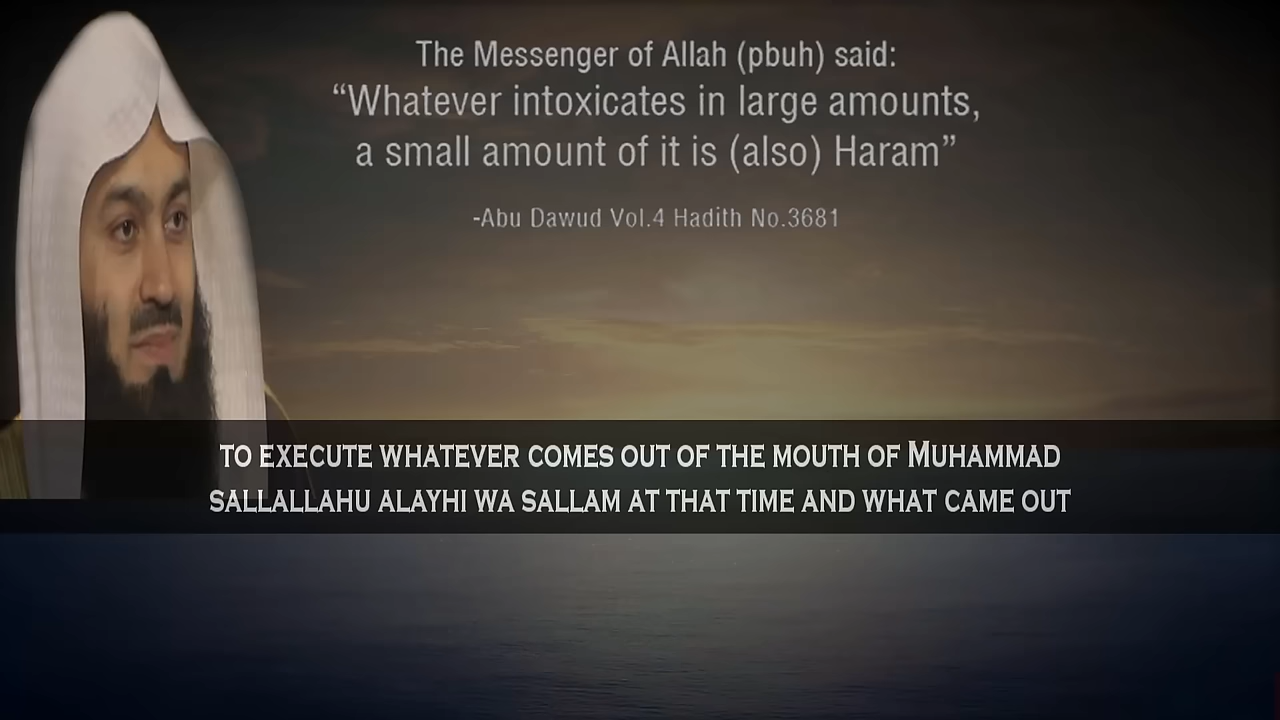 The Messenger of Allah (pbuh) said:
“Whatever intoxicates in large amounts,
a small amount of it is (also) Haram”
-Abu Dawud Vol.4 Hadith No.3681
TO EXECUTE WHATEVER COMES OUT OF THE MOUTH OF MUHAMMAD
SALLALLAHU ALAYHI WA SALLAM AT THAT TIME AND WHAT CAME OUT